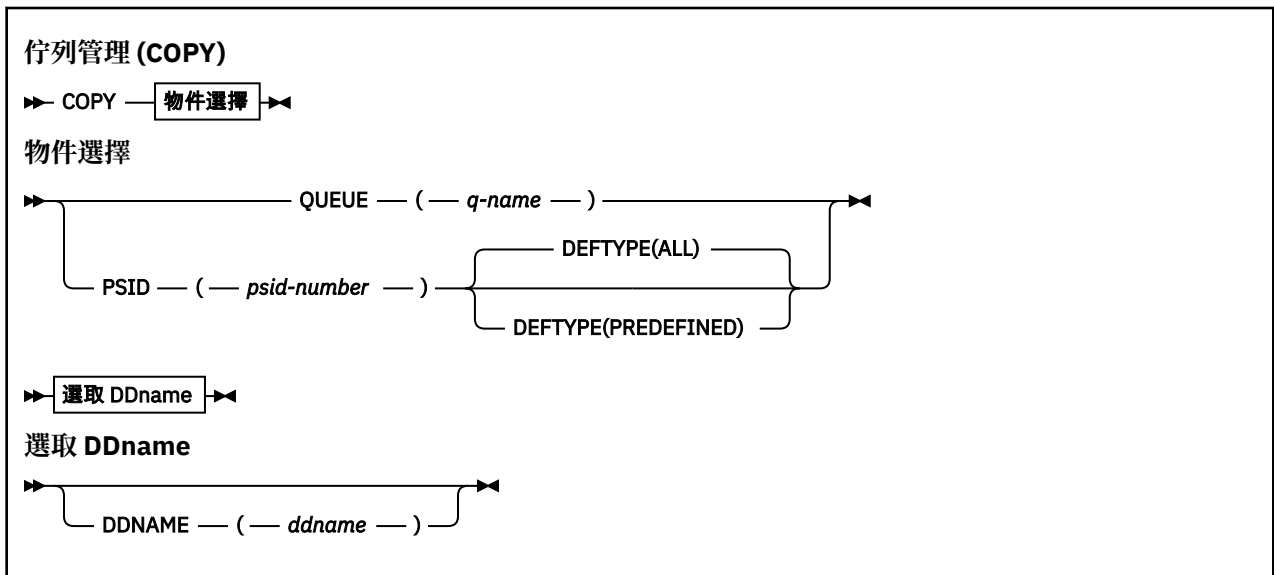 佇列管理 (COPY)
COPY 物件選擇
物件選擇
QUEUE ( q-name )
DEFTYPE(ALL)
PSID ( psid-number )
DEFTYPE(PREDEFINED)
選取 DDname
選取 DDname
DDNAME ( ddname )